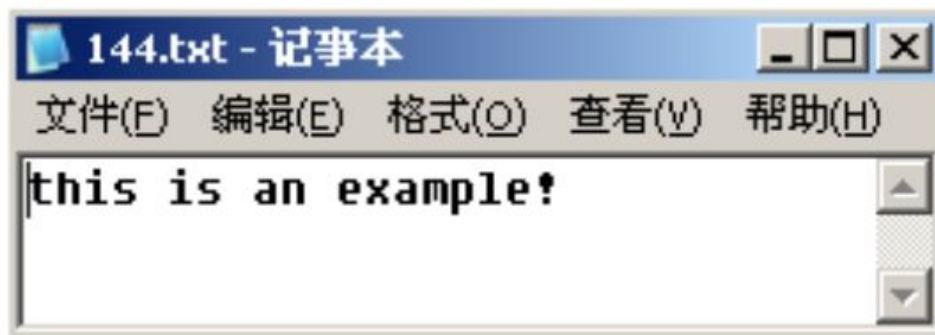 144.txt - 记事本
文件(F) 编辑(E) 格式(O) 查看(V) 帮助(H)
this is an example!